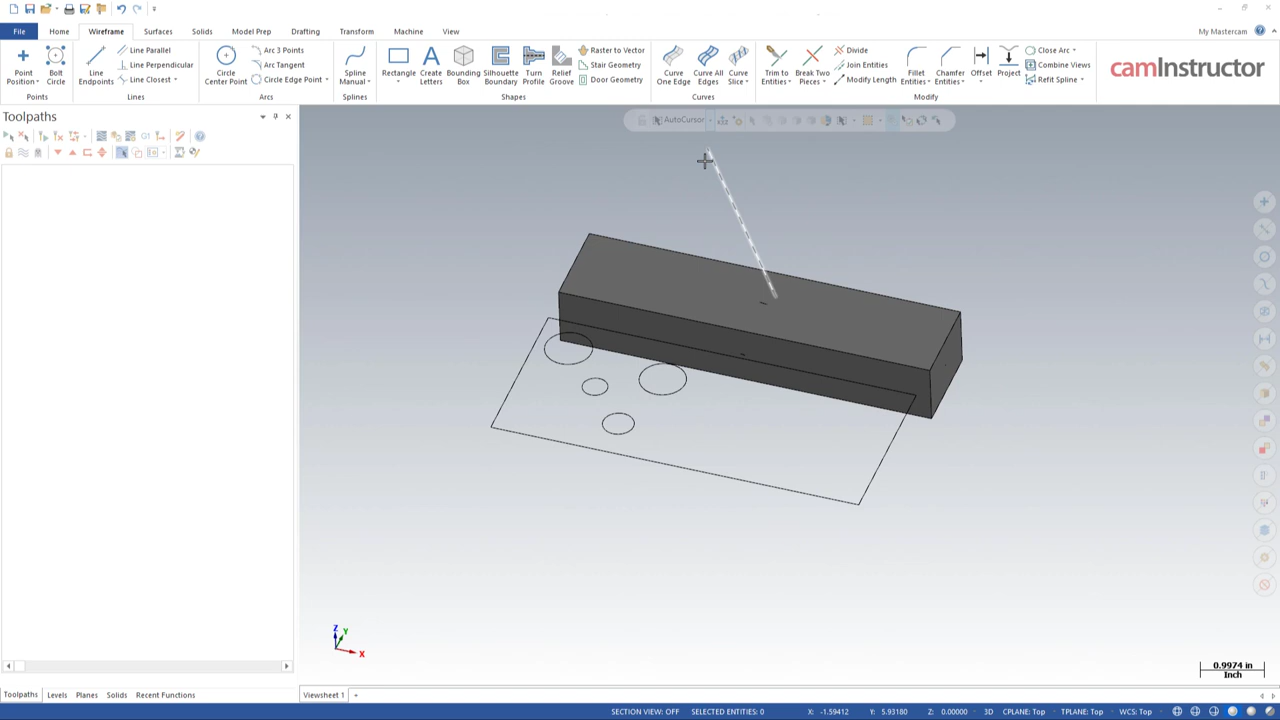 My Mastercam
File Home Wireframe Surfaces Solids Drafting Transform Model Prep Machine View
Point Position
Bolt Circle
Points
Line Endpoints
Line Parallel
Line Perpendicular
Line Closest
Lines
Circle Center Point
Arc 3 Points
Arc Tangent
Circle Edge Point
Arcs
Spline Manual
Splines
Rectangle
Create Letters
Bounding Box
Silhouette Boundary
Turn Profile
Relief Groove
Raster to Vector
Stair Geometry
Door Geometry
Shapes
Curve One Edge
Curve All Edges
Curve Slice
Curves
Trim to Entities
Break Two Pieces
Divide
Join Entities
Modify Length
Fillet Entities
Chamfer Entities
Offset
Project
Close Arc
Combine Views
Refit Spline
Modify
camInstructor
Toolpaths
G1
AutoCursor
Z
Y
X
0.9974 in
Inch
Toolpaths Levels Planes Solids Recent Functions
Viewsheet 1 +
SECTION VIEW: OFF SELECTED ENTITIES: 0 X: -1.59412 Y: 5.93180 Z: 0.00000 3D CPLANE: Top TPLANE: Top WCS: Top